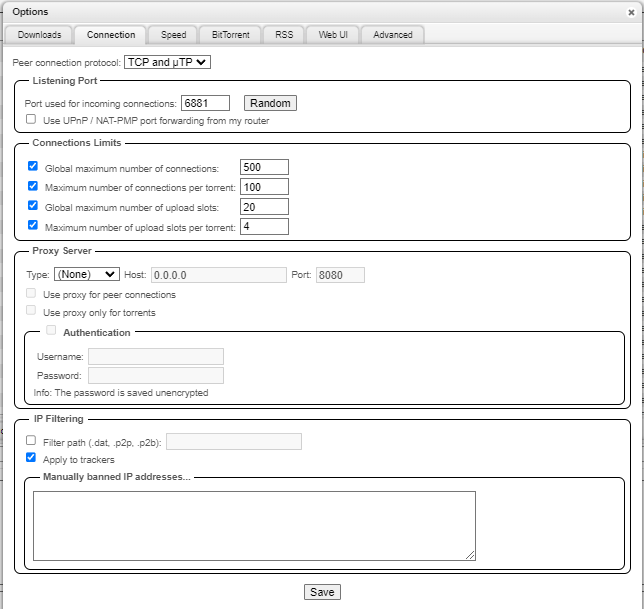 Options
Downloads Connection Speed BitTorrent RSS Web UI Advanced
Peer connection protocol: TCP and μTP
Listening Port
Port used for incoming connections: 6881 Random
Use UPnP / NAT-PMP port forwarding from my router
Connections Limits
Global maximum number of connections: 500
Maximum number of connections per torrent: 100
Global maximum number of upload slots: 20
Maximum number of upload slots per torrent: 4
Proxy Server
Type: (None) Host: 0.0.0.0 Port: 8080
Use proxy for peer connections
Use proxy only for torrents
Authentication
Username:
Password:
Info: The password is saved unencrypted
IP Filtering
Filter path (.dat, .p2p, .p2b):
Apply to trackers
Manually banned IP addresses...
Save